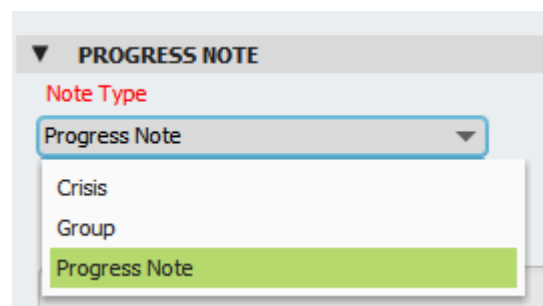 PROGRESS NOTE
Note Type
Progress Note
Crisis
Group
Progress Note